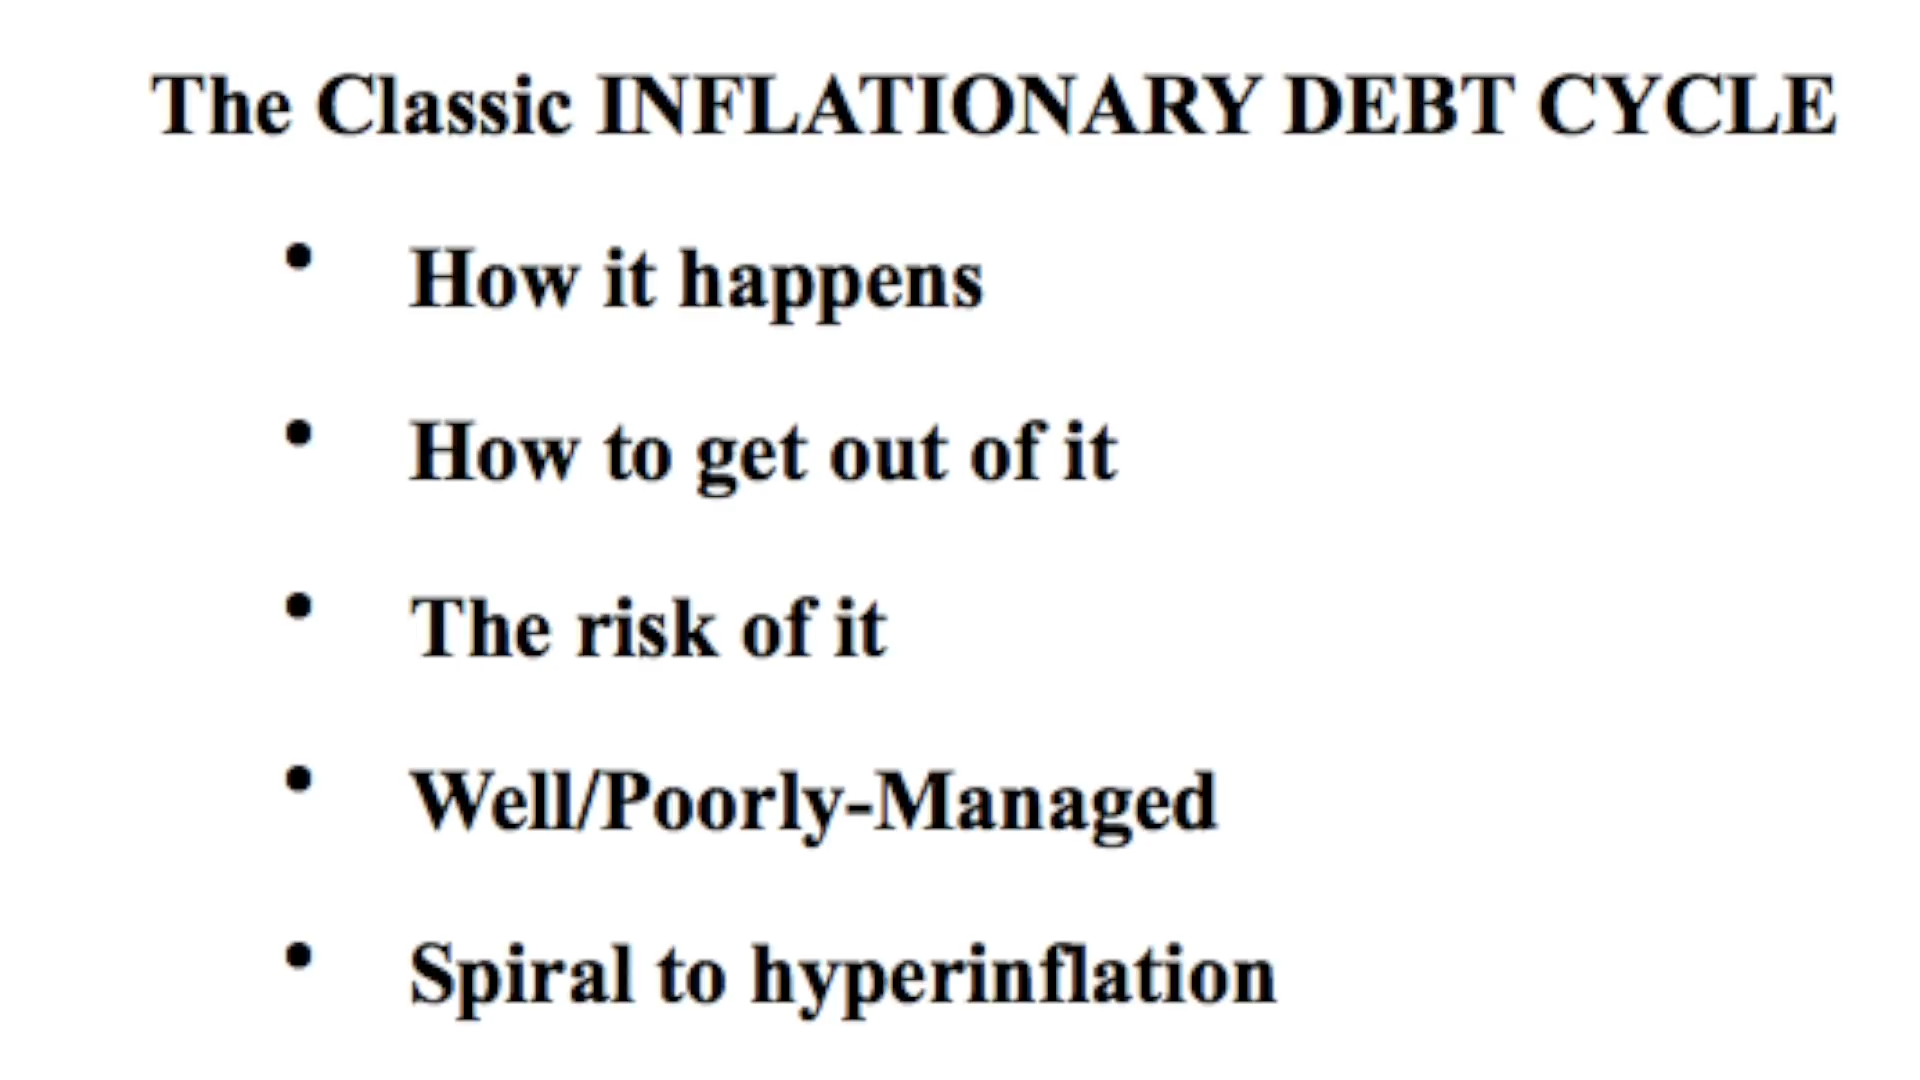 The Classic INFLATIONARY DEBT CYCLE
• How it happens
• How to get out of it
• The risk of it
• Well/Poorly-Managed
• Spiral to hyperinflation